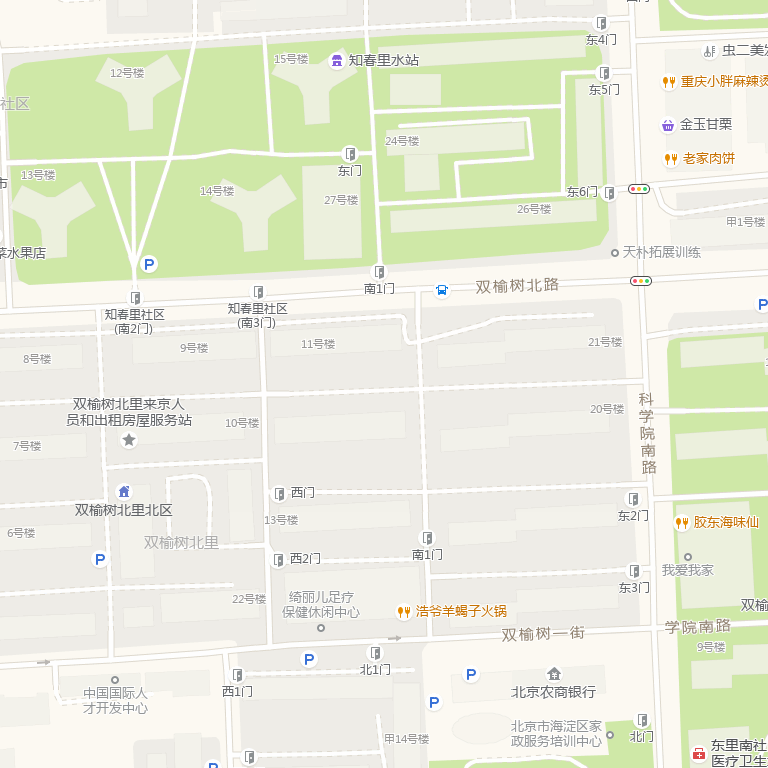 东4门
虫二美发
知春里水站
15号楼
12号楼
东5门
重庆小胖麻辣烫
社区
金玉甘栗
24号楼
老家肉饼
东门
13号楼
市
14号楼
27号楼
东6门
26号楼
甲1号楼
菜水果店
天朴拓展训练
南1门
双榆树北路
知春里社区
(南2门)
知春里社区
(南3门)
9号楼
11号楼
21号楼
8号楼
双榆树北里来京人
员和出租房屋服务站
10号楼
20号楼
科学院南路
7号楼
西门
双榆树北里北区
13号楼
东2门
胶东海味仙
6号楼
双榆树北里
西2门
南1门
我爱我家
东3门
22号楼
绮丽儿足疗
保健休闲中心
浩爷羊蝎子火锅
双榆
双榆树一街
学院南路
9号楼
北1门
西1门
中国国际人
才开发中心
北京农商银行
北京市海淀区家
政服务培训中心
北门
甲14号楼
东里南社
医疗卫生